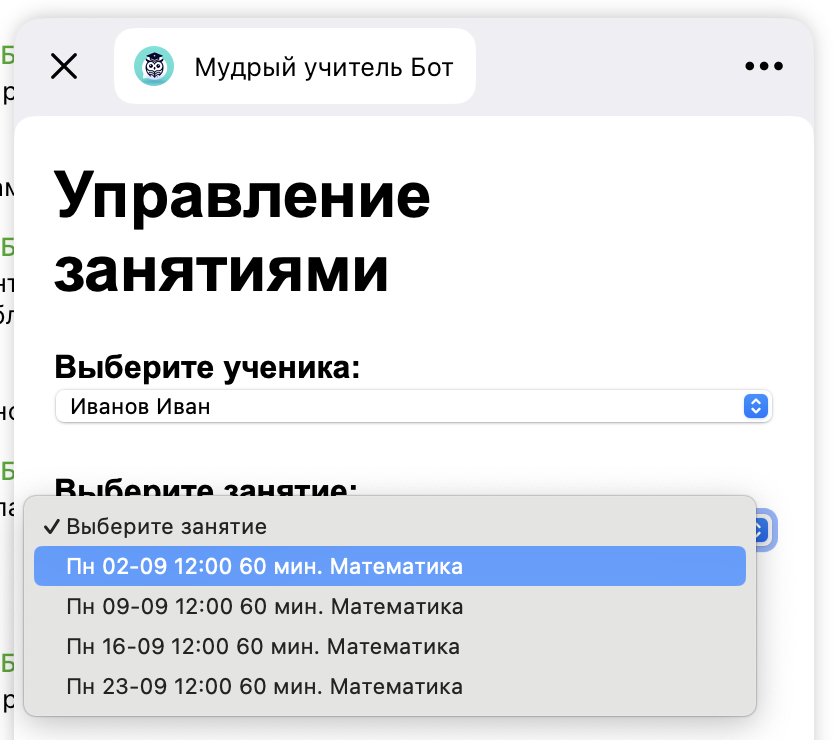 Мудрый учитель Бот
Управление
занятиями
Выберите ученика:
Иванов Иван
Выберите занятие:
Выберите занятие
Пн 02-09 12:00 60 мин. Математика
Пн 09-09 12:00 60 мин. Математика
Пн 16-09 12:00 60 мин. Математика
Пн 23-09 12:00 60 мин. Математика